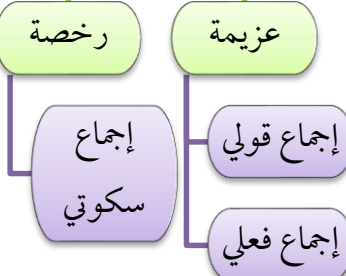 عزيمة
رخصة
إجماع قولي
إجماع
سكوتي
إجماع فعلي